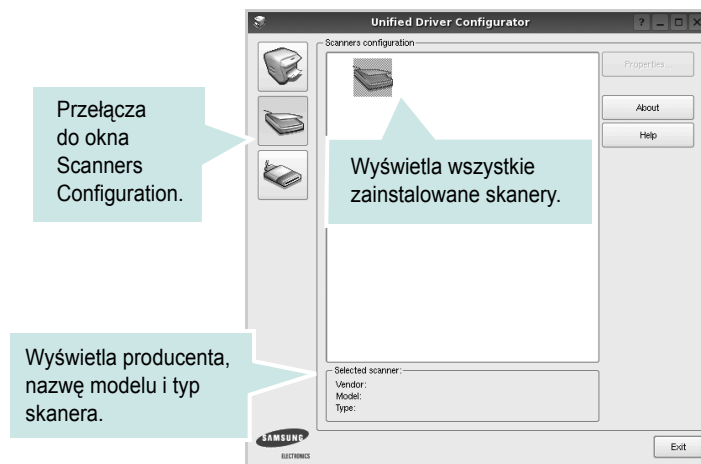 Unified Driver Configurator
Scanners configuration
Properties...
About
Help
Przełącza
do okna
Scanners
Configuration.
Wyświetla wszystkie
zainstalowane skanery.
Wyświetla producenta,
nazwę modelu i typ
skanera.
Selected scanner:
Vendor:
Model:
Type:
SAMSUNG
ELECTRONICS
Exit